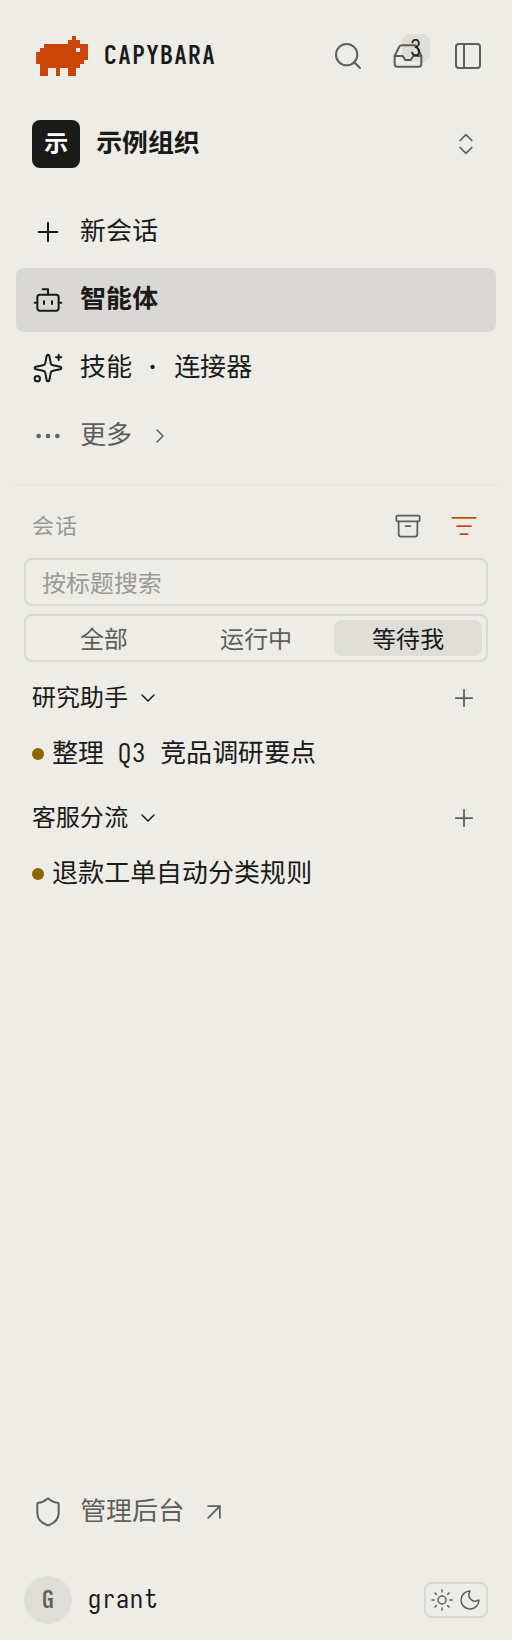 CAPYBARA
3
示 示例组织
新会话
智能体
技能 · 连接器
更多
会话
按标题搜索
全部 运行中 等待我
研究助手
整理 Q3 竞品调研要点
客服分流
退款工单自动分类规则
管理后台
G grant